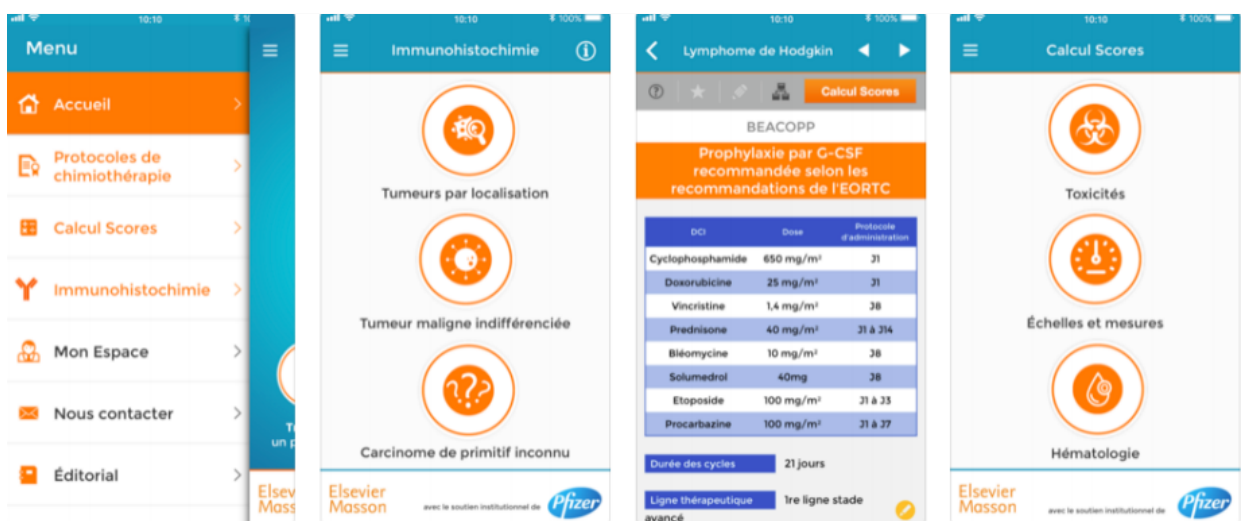 10:10
Menu
Accueil
Protocoles de
chimiothérapie
Calcul Scores
Immunohistochimie
Mon Espace
Nous contacter
Éditorial
un p
Elsev
Mass
10:10
100%
Immunohistochimie
Tumeurs par localisation
Tumeur maligne indifférenciée
Carcinome de primitif inconnu
Elsevier
Masson
avec le soutien institutionnel de
Pfizer
10:10
100%
Lymphome de Hodgkin
Calcul Scores
BEACOPP
Prophylaxie par G-CSF
recommandée selon les
recommandations de l'EORTC
DCI Dose Protocole
d'administration
Cyclophosphamide 650 mg/m² J1
Doxorubicine 25 mg/m² J1
Vincristine 1,4 mg/m² J8
Prednisone 40 mg/m² J1 à J14
Bléomycine 10 mg/m² J8
Solumedrol 40mg J8
Etoposide 100 mg/m² J1 à J3
Procarbazine 100 mg/m² J1 à J7
Durée des cycles 21 jours
Ligne thérapeutique 1re ligne stade
avancé
10:10
100%
Calcul Scores
Toxicités
Échelles et mesures
Hématologie
Elsevier
Masson
avec le soutien institutionnel de
Pfizer